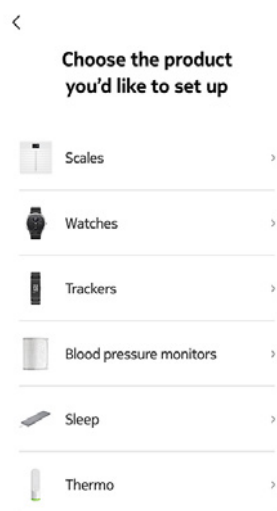 Choose the product
you'd like to set up
Scales
Watches
Trackers
Blood pressure monitors
Sleep
Thermo